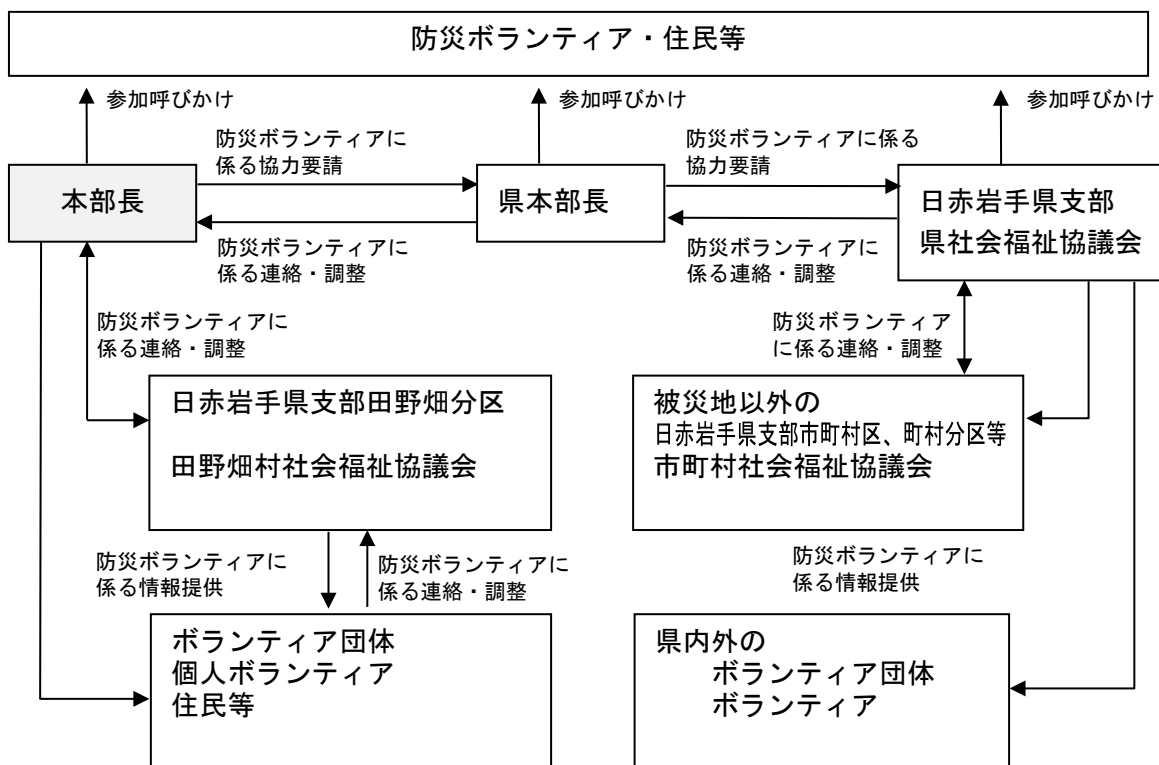 防災ボランティア・住民等
参加呼びかけ
参加呼びかけ
参加呼びかけ
防災ボランティアに
係る協力要請
防災ボランティアに係る
協力要請
本部長
県本部長
日赤岩手県支部
県社会福祉協議会
防災ボランティアに
係る連絡・調整
防災ボランティアに
係る連絡・調整
防災ボランティアに
係る連絡・調整
防災ボランティア
に係る連絡・調整
日赤岩手県支部田野畑分区
田野畑村社会福祉協議会
被災地以外の
日赤岩手県支部市町村区、町村分区等
市町村社会福祉協議会
防災ボランティアに
係る情報提供
防災ボランティアに
係る連絡・調整
防災ボランティアに
係る情報提供
ボランティア団体
個人ボランティア
住民等
県内外の
ボランティア団体
ボランティア